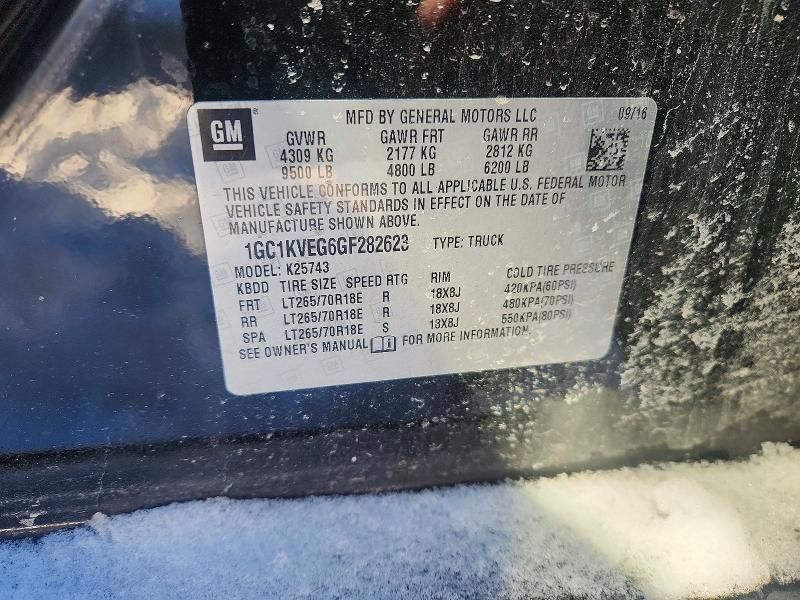 GM
MFD BY GENERAL MOTORS LLC 09/16
GVWR GAWR FRT GAWR RR
4309 KG 2177 KG 2812 KG
9500 LB 4800 LB 6200 LB
THIS VEHICLE CONFORMS TO ALL APPLICABLE U.S. FEDERAL MOTOR
VEHICLE SAFETY STANDARDS IN EFFECT ON THE DATE OF
MANUFACTURE SHOWN ABOVE.
1GC1KVEG6GF282623 TYPE: TRUCK
MODEL: K25743
KBDD TIRE SIZE SPEED RTG RIM COLD TIRE PRESSURE
FRT LT265/70R18E R 18X8J 420KPA(60PSI)
RR LT265/70R18E R 18X8J 480KPA(70PSI)
SPA LT265/70R18E S 13X8J 550KPA(80PSI)
SEE OWNER'S MANUAL FOR MORE INFORMATION.